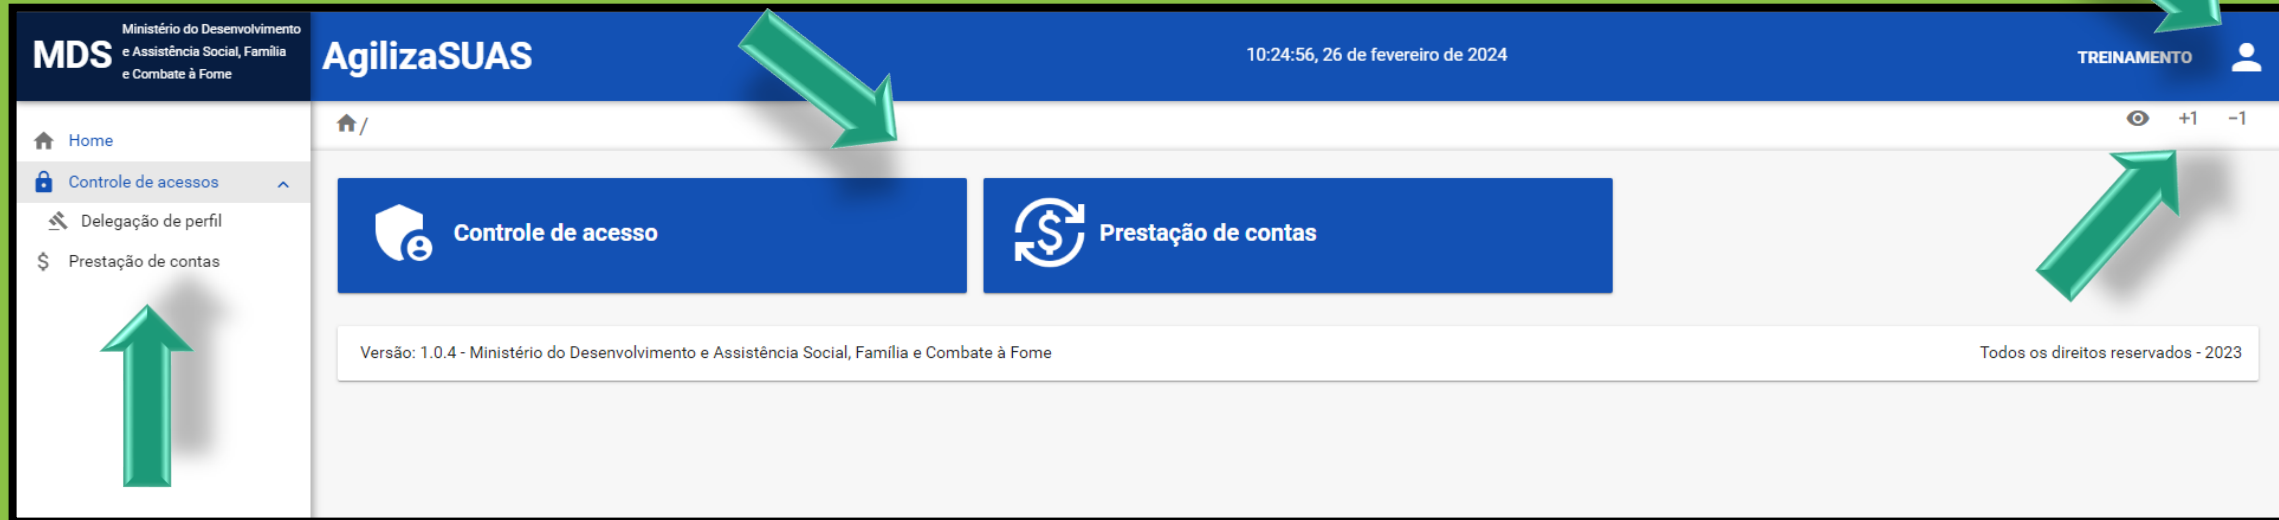 MDS
Ministério do Desenvolvimento
e Assistência Social, Família
e Combate à Fome
AgilizaSUAS
10:24:56, 26 de fevereiro de 2024
TREINAMENTO
/
+1 -1
Home
Controle de acessos
Delegação de perfil
$ Prestação de contas
Controle de acesso
$ Prestação de contas
Versão: 1.0.4 - Ministério do Desenvolvimento e Assistência Social, Família e Combate à Fome
Todos os direitos reservados - 2023